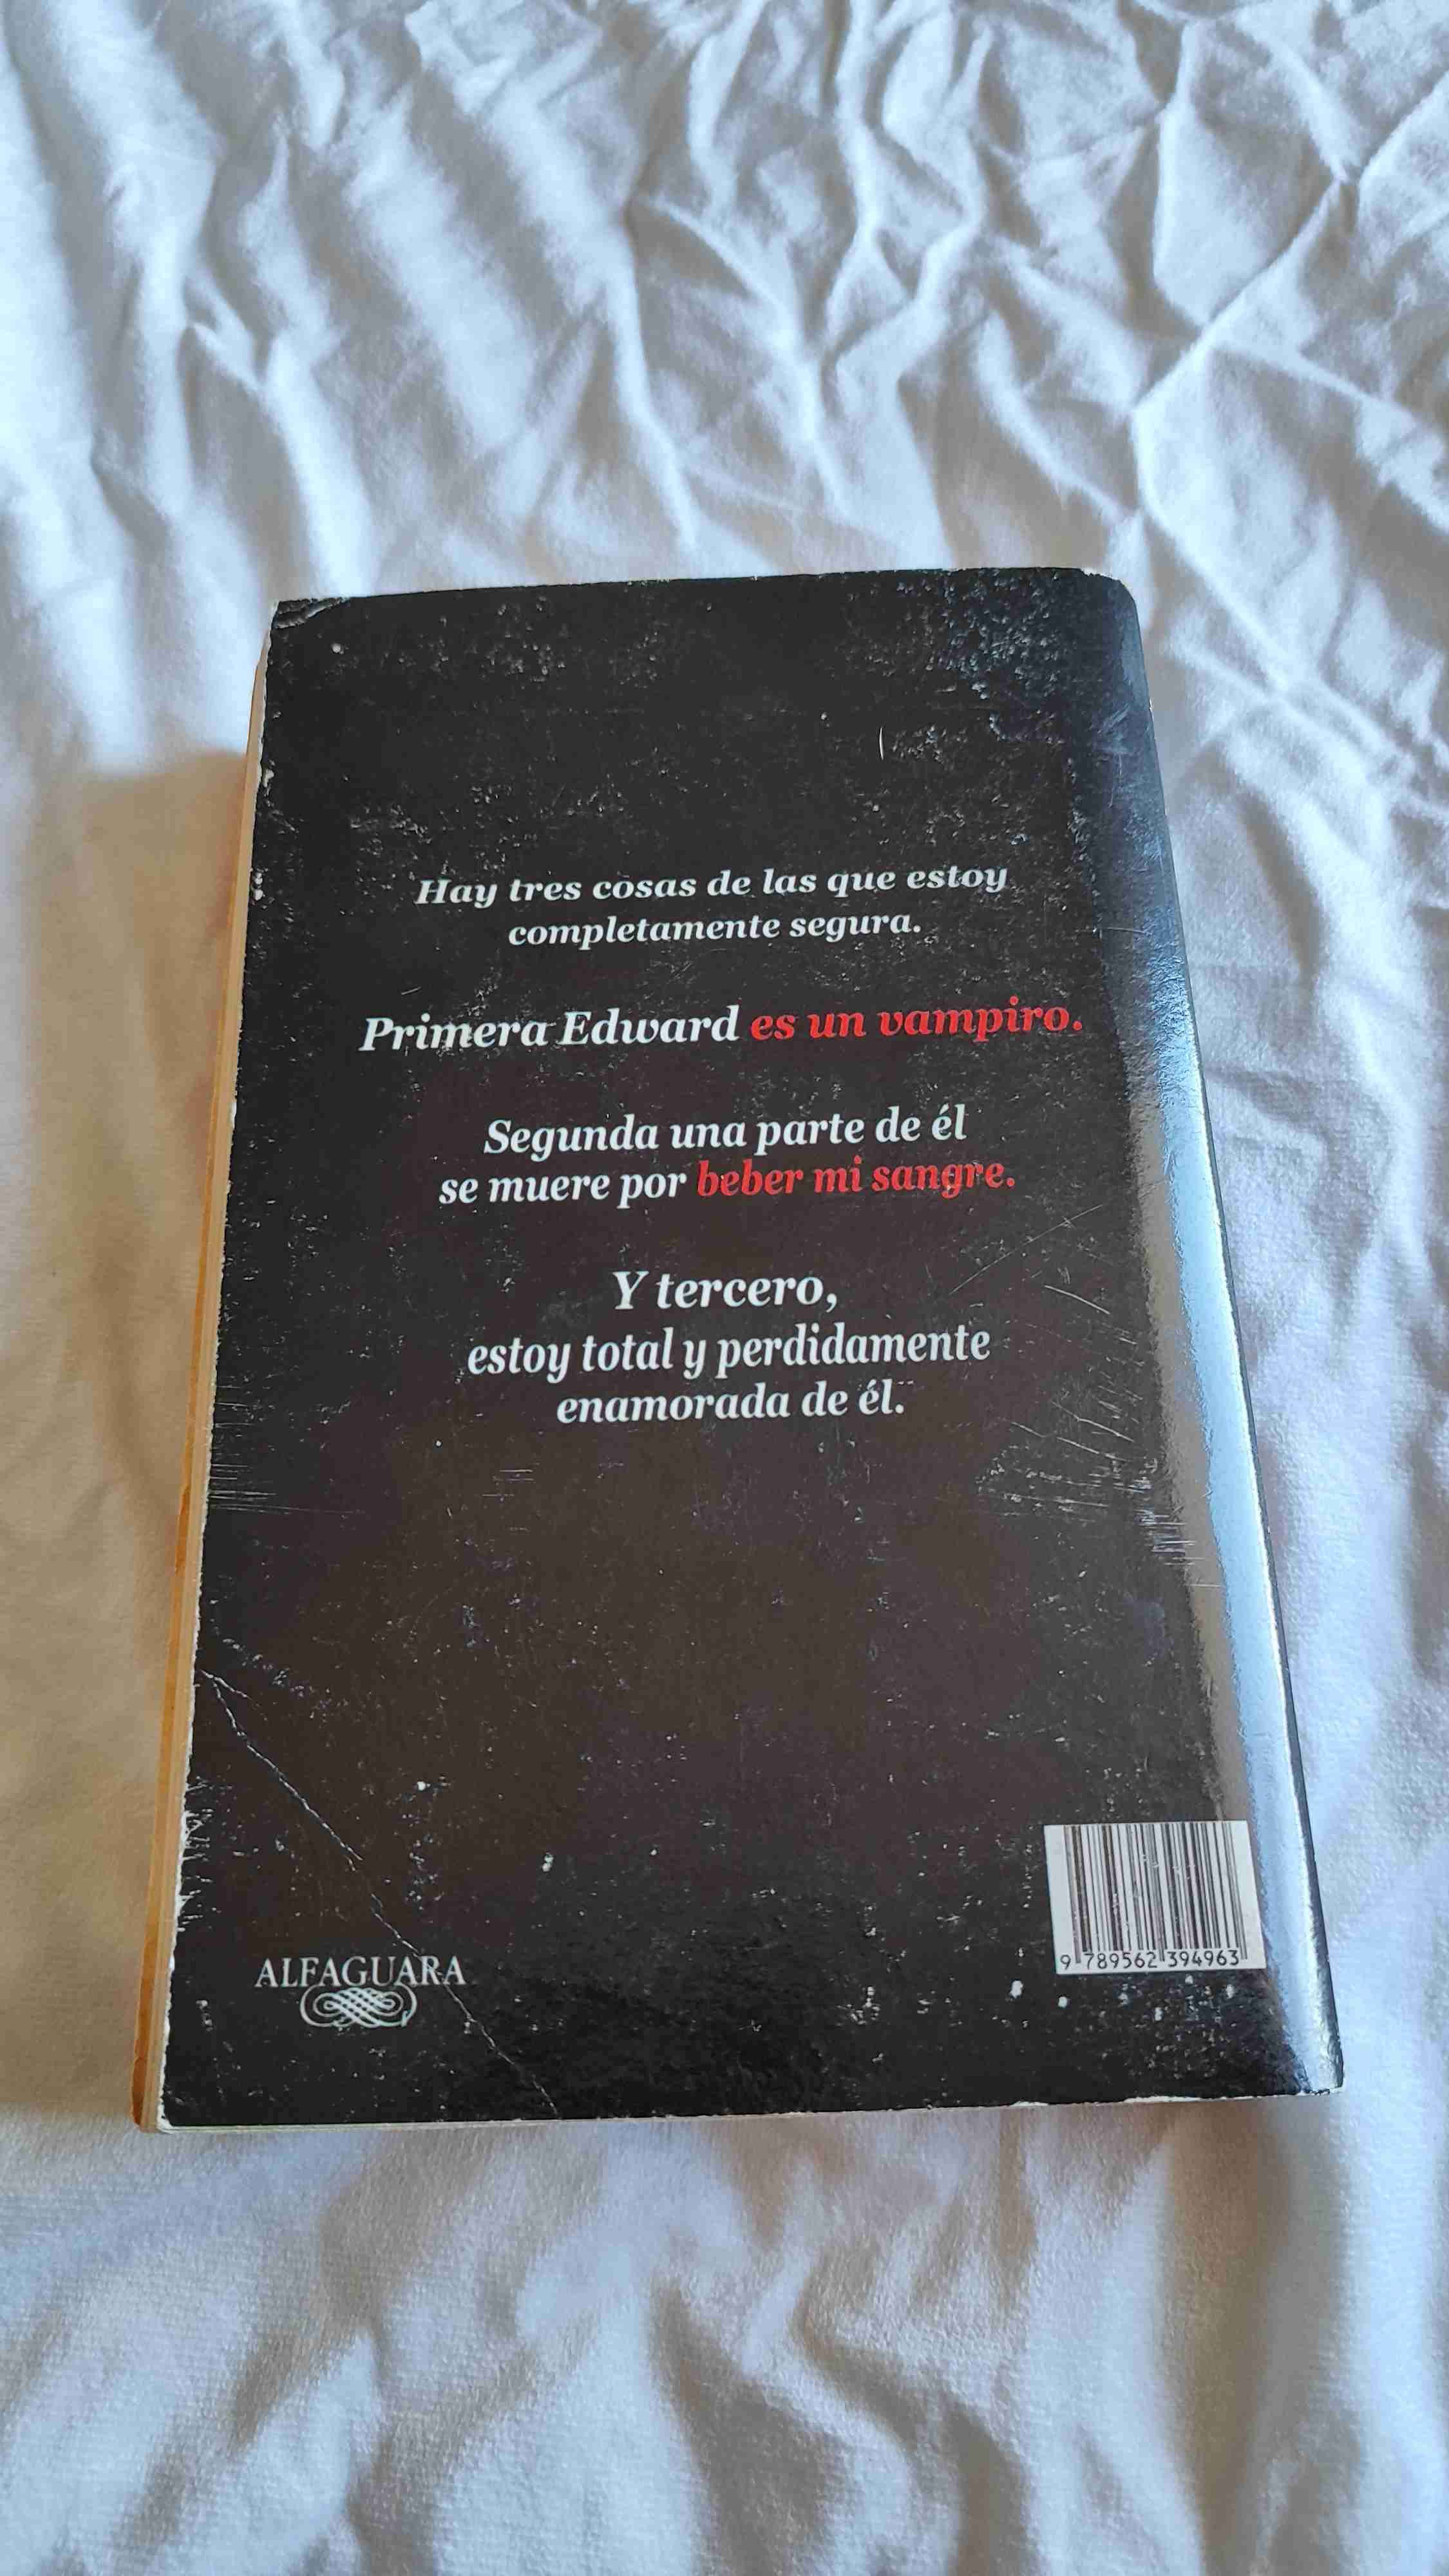 Hay tres cosas de las que estoy
completamente segura.
Primera Edward es un vampiro.
Segunda una parte de él
se muere por beber mi sangre.
Y tercero,
estoy total y perdidamente
enamorada de él.
9 789562 394963
ALFAGUARA